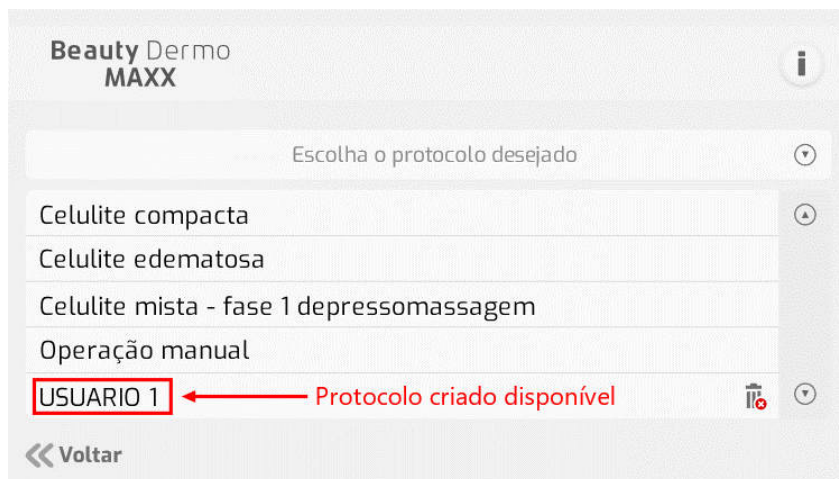 Beauty Dermo
MAXX
i
Escolha o protocolo desejado
Celulite compacta
Celulite edematosa
Celulite mista - fase 1 depressomassagem
Operação manual
USUARIO 1 Protocolo criado disponível
Voltar